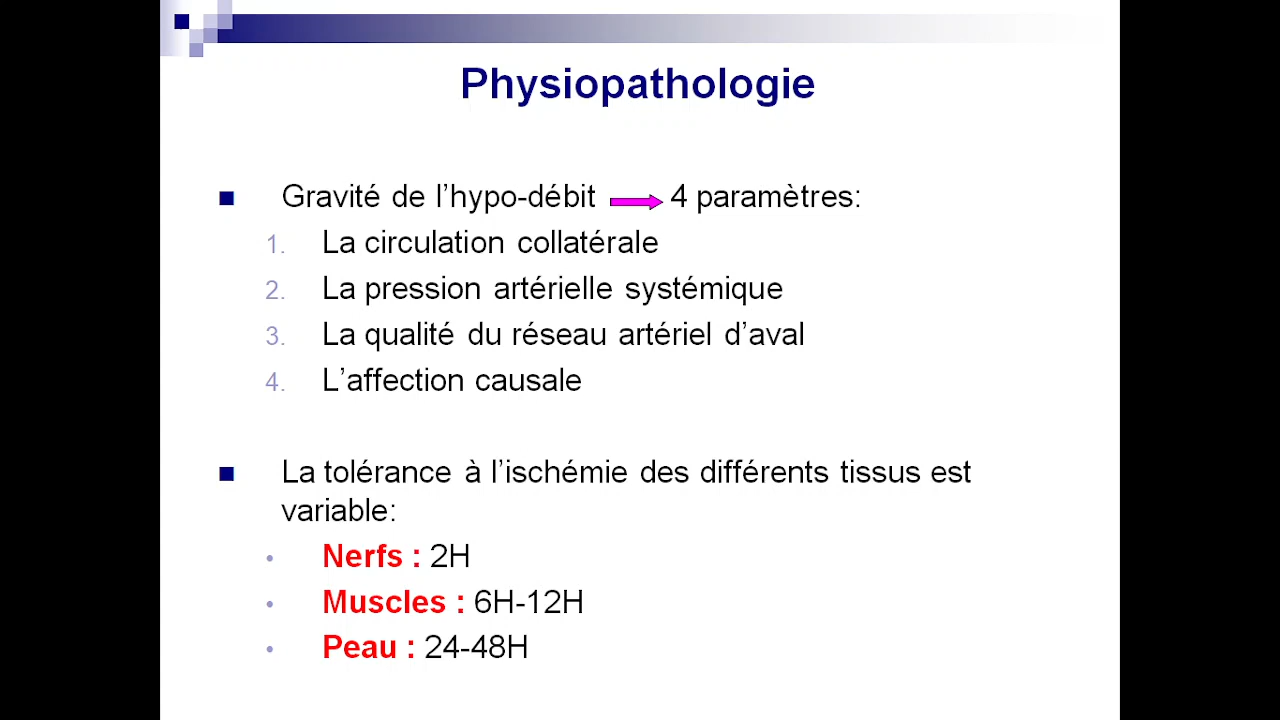 Physiopathologie
Gravité de l’hypo-débit 4 paramètres:
1. La circulation collatérale
2. La pression artérielle systémique
3. La qualité du réseau artériel d’aval
4. L’affection causale
La tolérance à l’ischémie des différents tissus est
variable:
• Nerfs : 2H
• Muscles : 6H-12H
• Peau : 24-48H